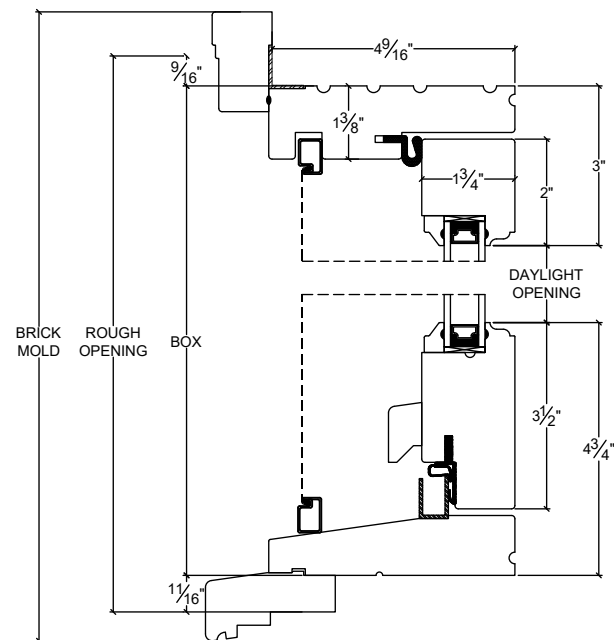 4 9/16"
9/16"
1 3/8"
3"
1 3/4"
2"
DAYLIGHT
OPENING
BRICK
MOLD
ROUGH
OPENING
BOX
3 1/2"
4 3/4"
11/16"